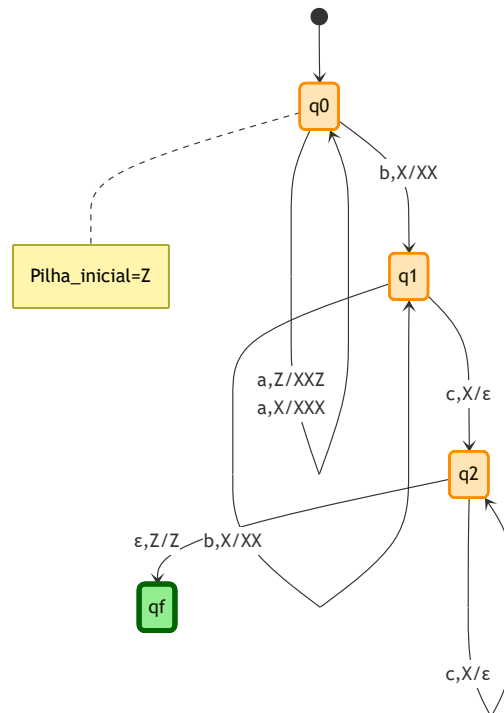 q0
b,X/XX
Pilha_inicial=Z
q1
a,Z/XXZ
a,X/XXX
c,X/ε
q2
ε,Z/Z
b,X/XX
qf
c,X/ε